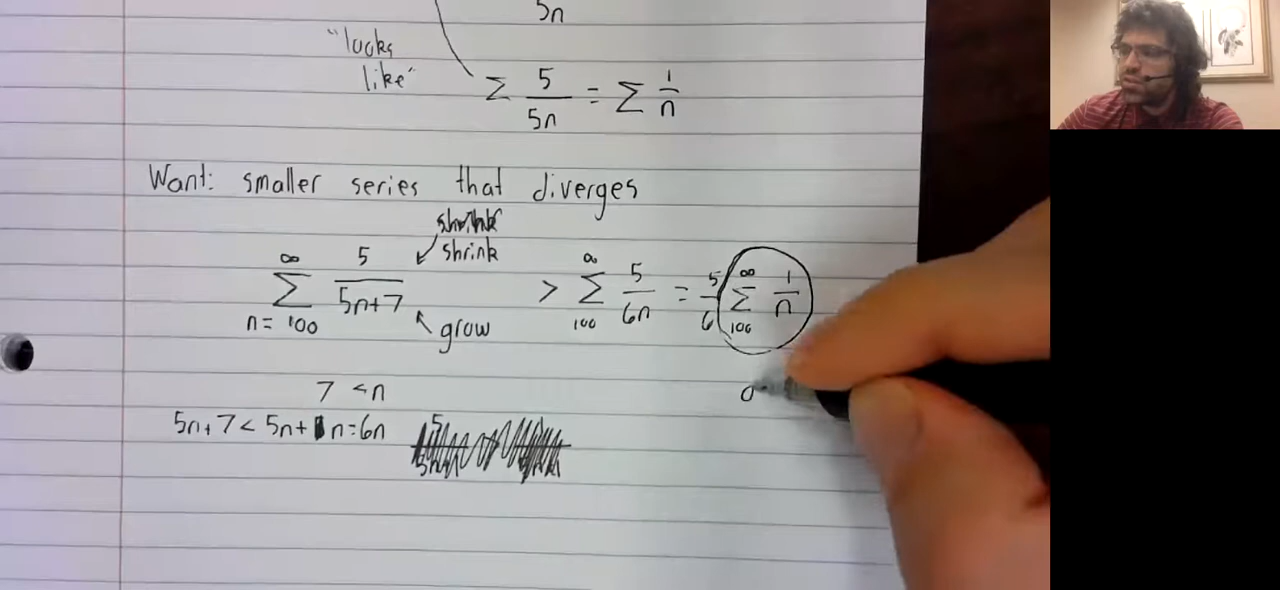 5n
"looks
like"
Σ 5/5n = Σ 1/n
Want: smaller series that diverges
shrink
∞ Σ n = 100 5/(5n+7) shrink grow > ∞ Σ 100 5/6n = 5/6 ∞ Σ 100 1/n
7 < n
5n+7 < 5n+ n = 6n